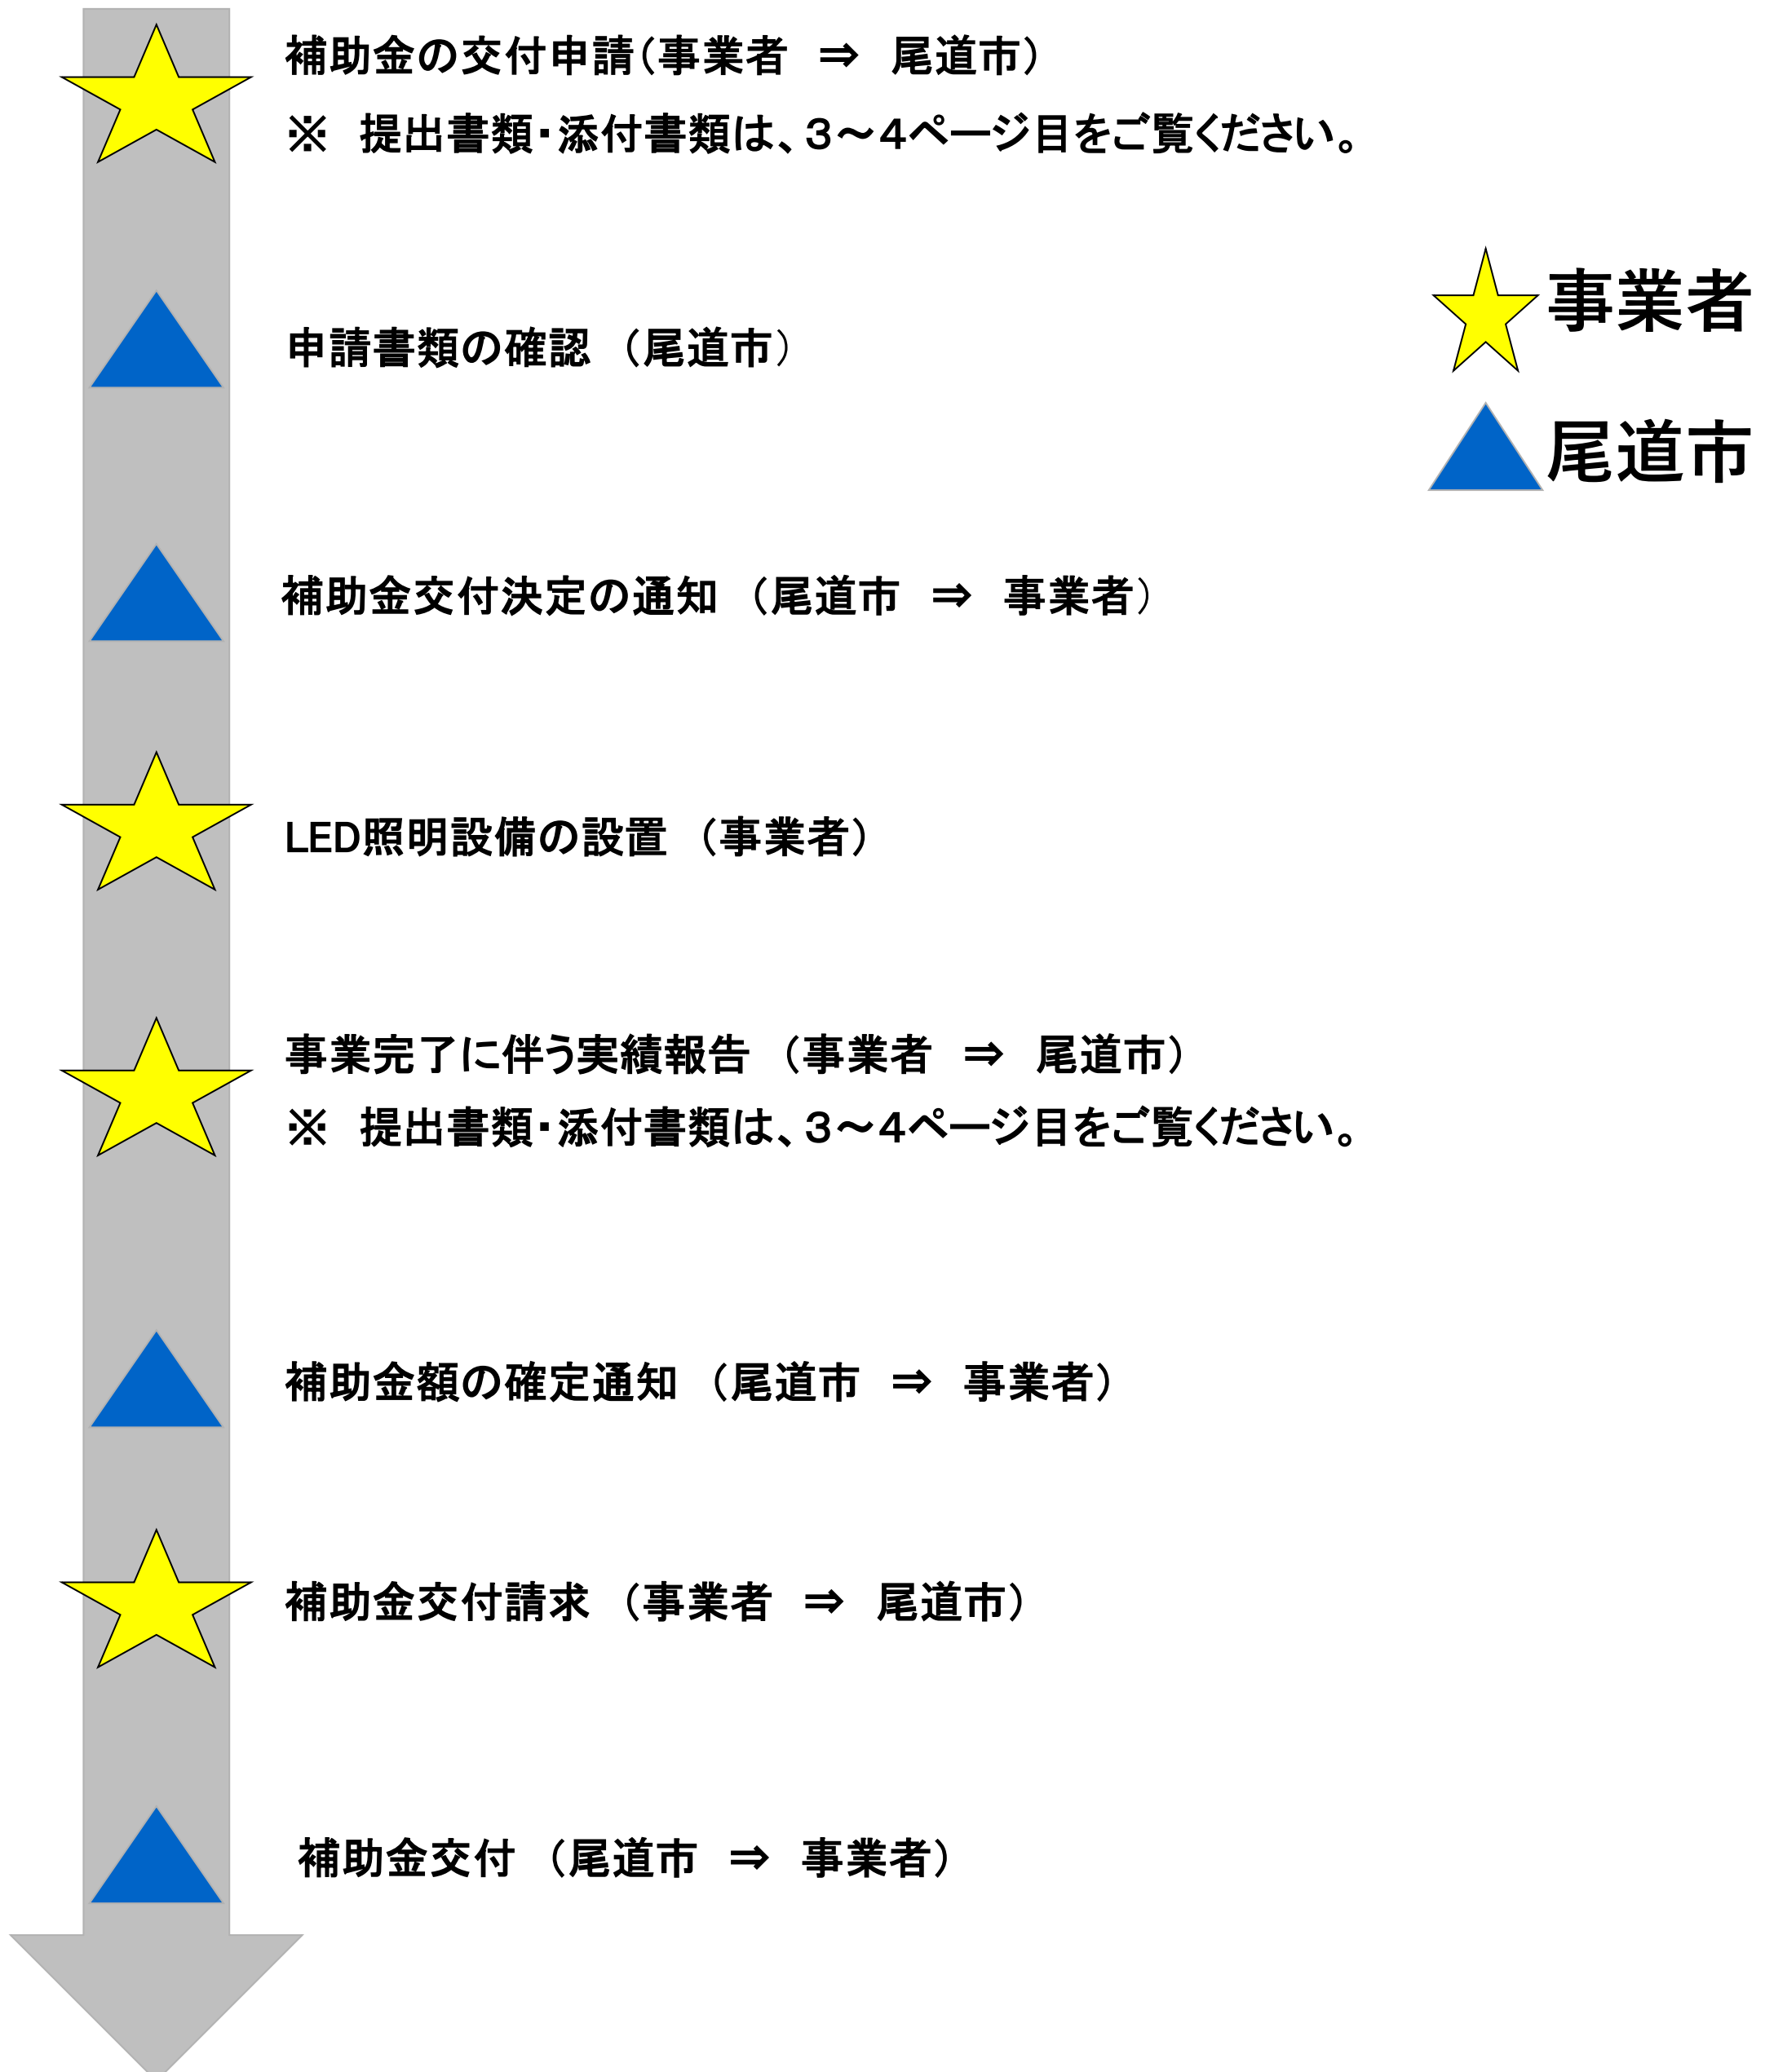 補助金の交付申請（事業者　⇒　尾道市）
※　提出書類・添付書類は、３～４ページ目をご覧ください。
事業者
申請書類の確認　（尾道市）
尾道市
補助金交付決定の通知　（尾道市　⇒　事業者）
LED照明設備の設置　（事業者）
事業完了に伴う実績報告　（事業者　⇒　尾道市）
※　提出書類・添付書類は、３～４ページ目をご覧ください。
補助金額の確定通知　（尾道市　⇒　事業者）
補助金交付請求　（事業者　⇒　尾道市）
補助金交付　（尾道市　⇒　事業者）